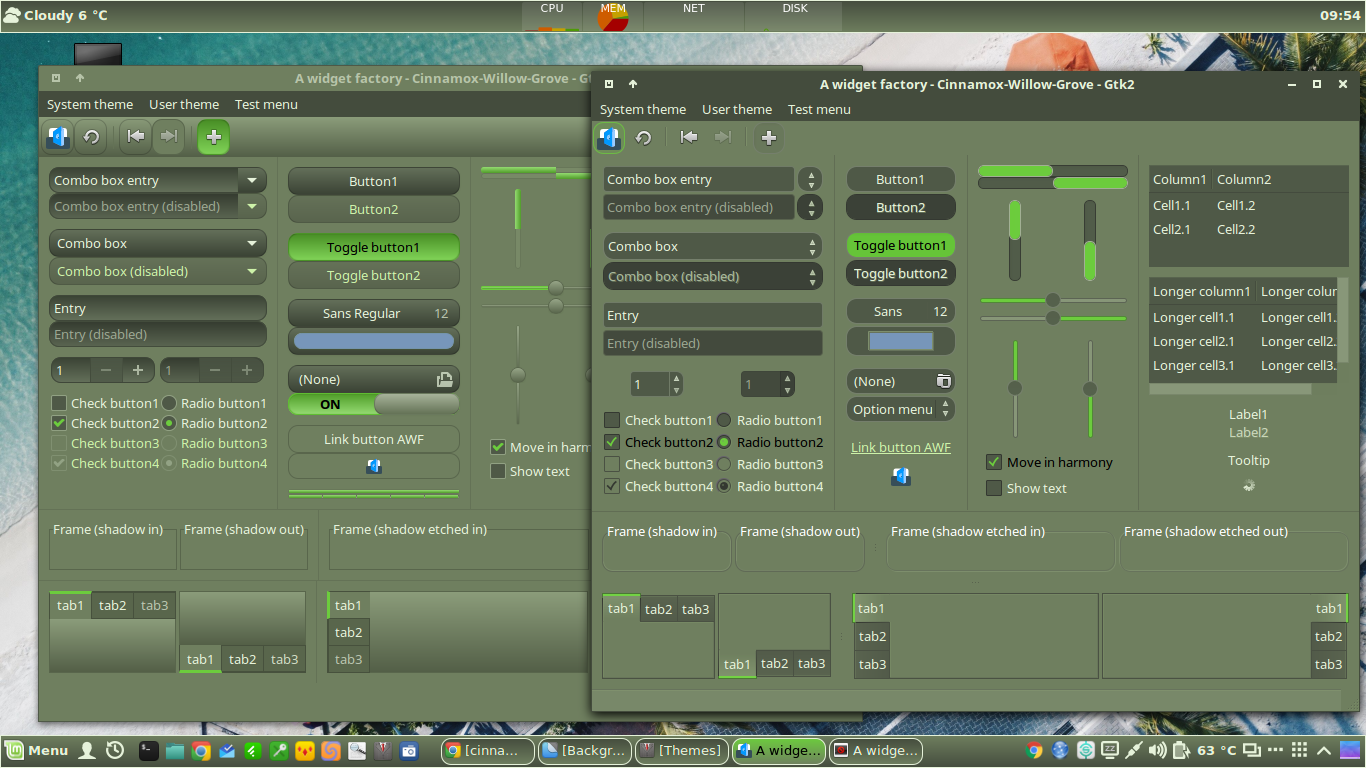 Cloudy 6 °C
CPU
MEM
NET
DISK
09:54
A widget factory - Cinnamox-Willow-Grove - Gt
System theme User theme Test menu
Combo box entry
Combo box entry (disabled)
Combo box
Combo box (disabled)
Entry
Entry (disabled)
1
1
Check button1 Radio button1
Check button2 Radio button2
Check button3 Radio button3
Check button4 Radio button4
Button1
Button2
Toggle button1
Toggle button2
Sans Regular 12
(None)
ON
Link button AWF
Move in harm
Show text
Frame (shadow in)
Frame (shadow out)
Frame (shadow etched in)
tab1 tab2 tab3
tab1 tab2 tab3
tab1
tab2
tab3
A widget factory - Cinnamox-Willow-Grove - Gtk2
System theme User theme Test menu
Combo box entry
Combo box entry (disabled)
Combo box
Combo box (disabled)
Entry
Entry (disabled)
1
1
Check button1 Radio button1
Check button2 Radio button2
Check button3 Radio button3
Check button4 Radio button4
Button1
Button2
Toggle button1
Toggle button2
Sans 12
(None)
Option menu
Link button AWF
Move in harmony
Show text
Column1 Column2
Cell1.1 Cell1.2
Cell2.1 Cell2.2
Longer column1 Longer colur
Longer cell1.1 Longer cell1.
Longer cell2.1 Longer cell2.
Longer cell3.1 Longer cell3.
Label1
Label2
Tooltip
Frame (shadow in)
Frame (shadow out)
Frame (shadow etched in)
Frame (shadow etched out)
tab1 tab2 tab3
tab1 tab2 tab3
tab1
tab2
tab3
tab1
tab2
tab3
Menu
[cinna...
[Backgr...
[Themes]
A widge...
A widge...
63 °C